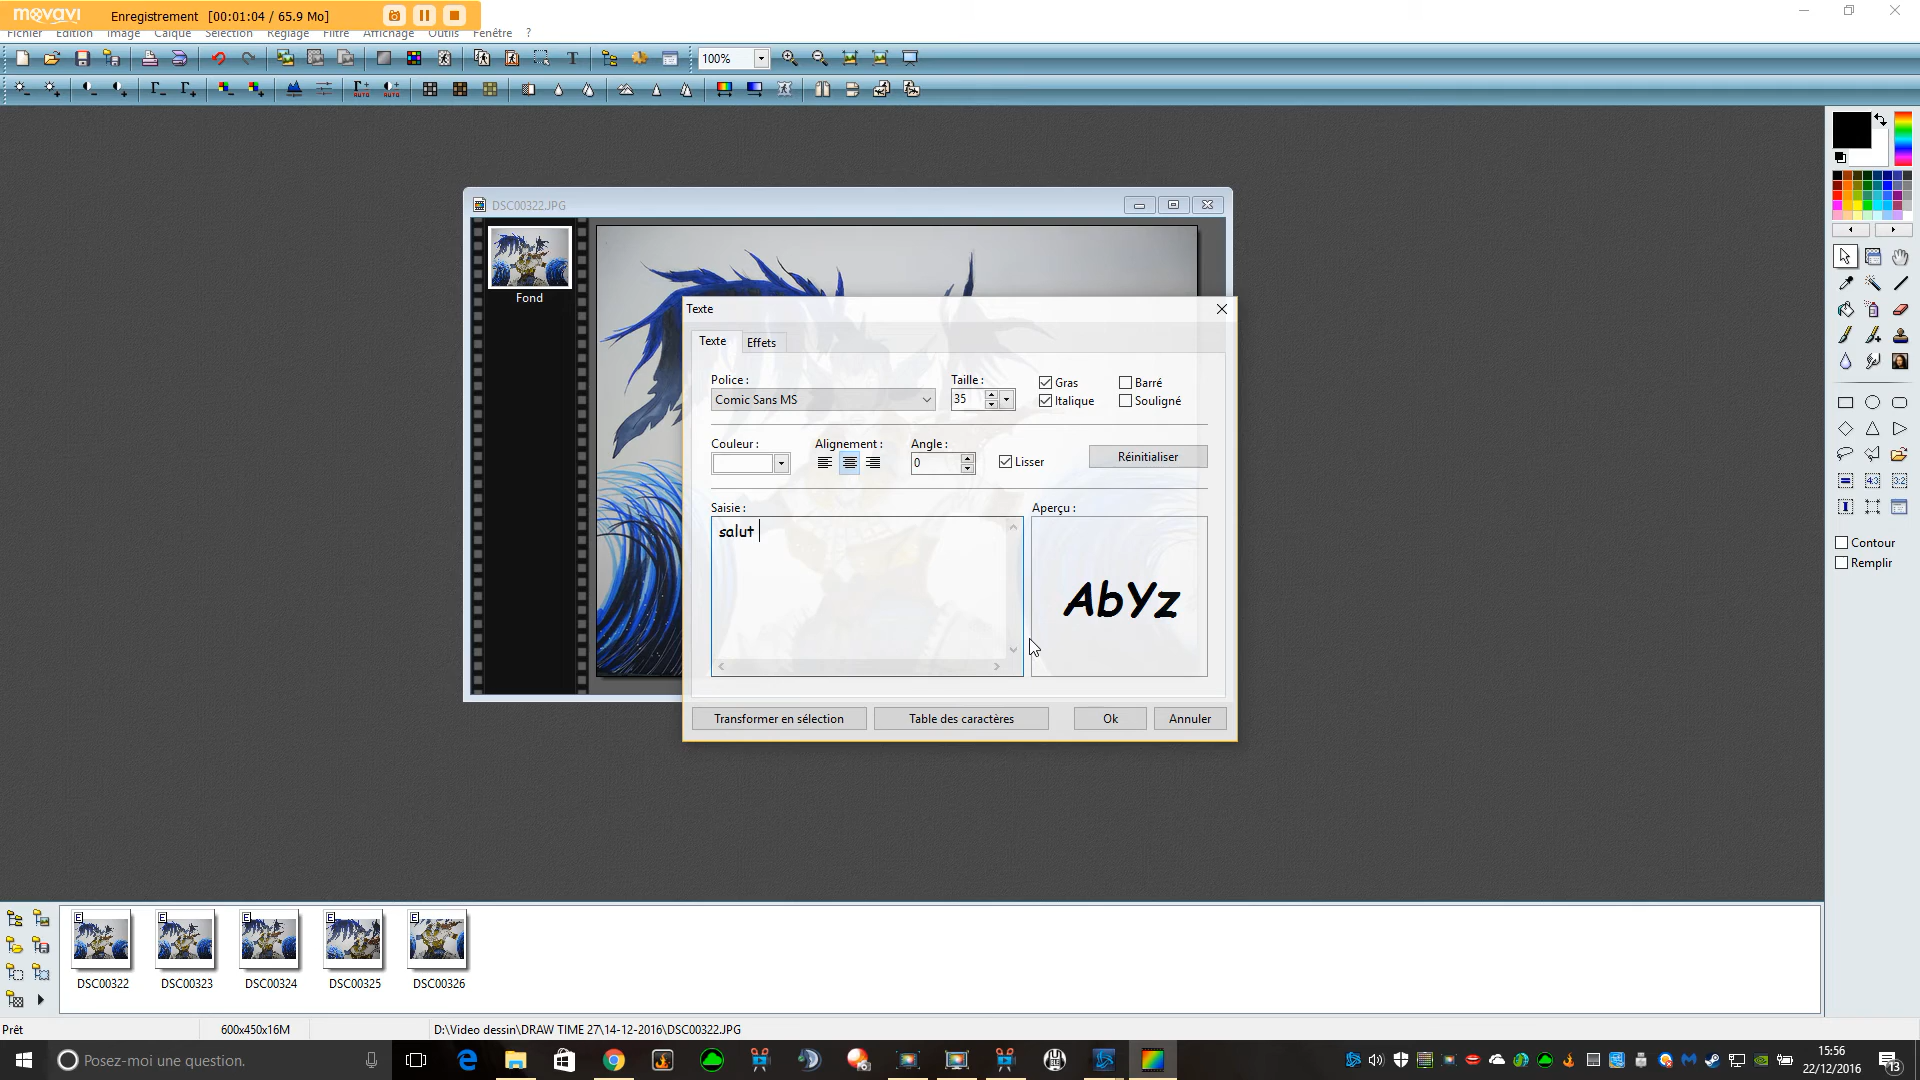 movavi
Enregistrement [00:01:04 / 65.9 Mo]
Fichier Edition Image Calque Sélection Réglage Filtre Affichage Outils Fenêtre ?
100%
DSC00322.JPG
Fond
Texte
Texte Effets
Police : Taille :
Comic Sans MS 35
Gras Barré
Italique Souligné
Couleur : Alignement : Angle :
0 Lisser Réinitialiser
Saisie : Aperçu :
salut
AbYz
Transformer en sélection Table des caractères Ok Annuler
Contour
Remplir
DSC00322 DSC00323 DSC00324 DSC00325 DSC00326
Prêt 600x450x16M D:\Video dessin\DRAW TIME 27\14-12-2016\DSC00322.JPG
Posez-moi une question.
15:56
22/12/2016
13